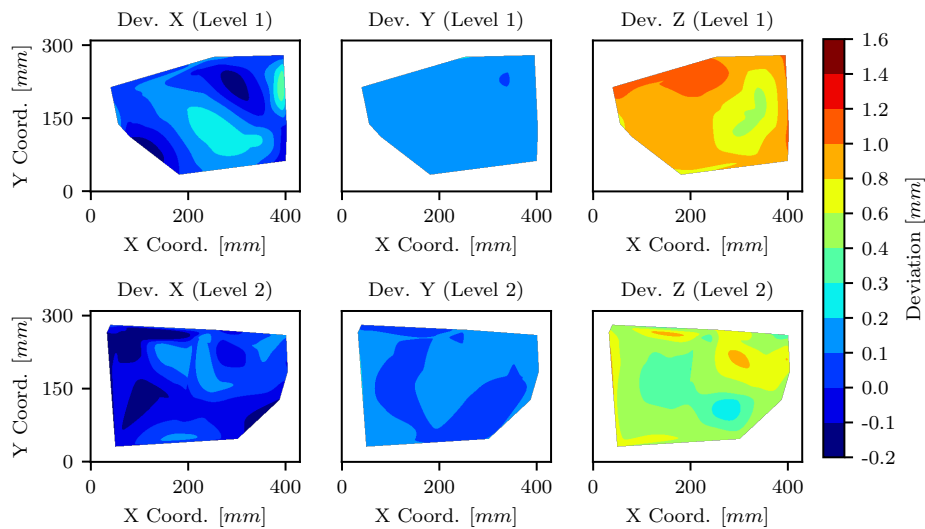 Dev. X (Level 1)
Dev. Y (Level 1)
Dev. Z (Level 1)
Y Coord. [mm]
300
150
0
0
200
400
0
200
400
0
200
400
X Coord. [mm]
X Coord. [mm]
X Coord. [mm]
Dev. X (Level 2)
Dev. Y (Level 2)
Dev. Z (Level 2)
Y Coord. [mm]
300
150
0
0
200
400
0
200
400
0
200
400
X Coord. [mm]
X Coord. [mm]
X Coord. [mm]
1.6
1.4
1.2
1.0
0.8
0.6
0.4
0.3
0.2
0.1
0.0
-0.1
-0.2
Deviation [mm]